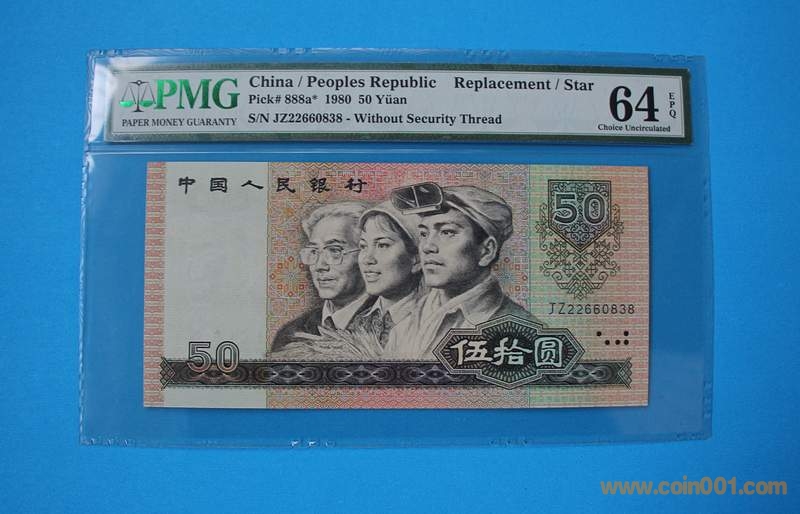 PMG
PAPER MONEY GUARANTY
China / Peoples Republic Replacement / Star
Pick# 888a* 1980 50 Yüan
S/N JZ22660838 - Without Security Thread
64 EPQ
Choice Uncirculated
中国人民银行
50
JZ22660838
50
伍拾圆
www.coin001.com